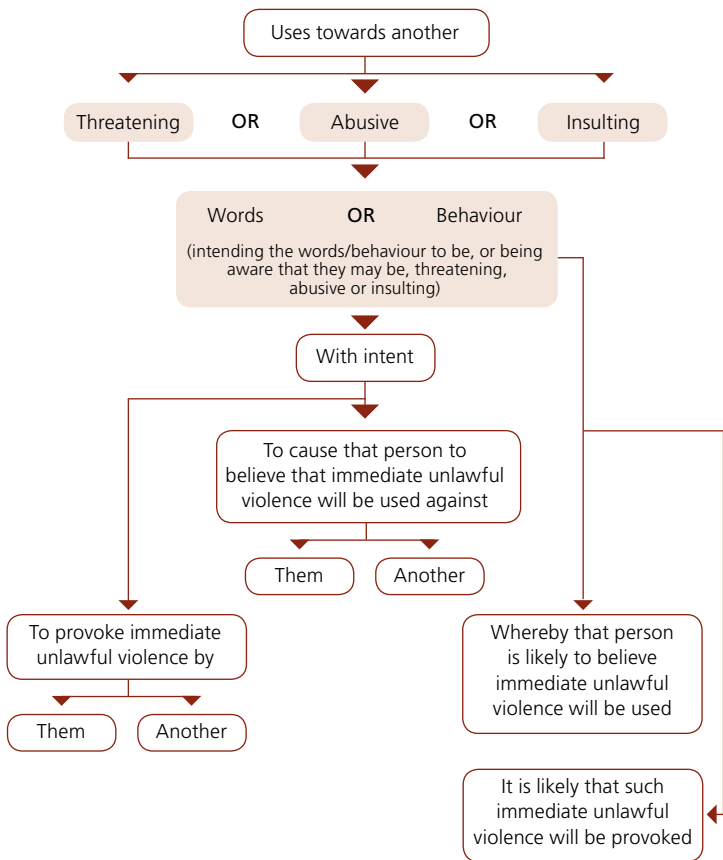 Uses towards another
Threatening OR Abusive OR Insulting
Words OR Behaviour
(intending the words/behaviour to be, or being
aware that they may be, threatening,
abusive or insulting)
With intent
To cause that person to
believe that immediate unlawful
violence will be used against
Them Another
To provoke immediate
unlawful violence by
Them Another
Whereby that person
is likely to believe
immediate unlawful
violence will be used
It is likely that such
immediate unlawful
violence will be provoked